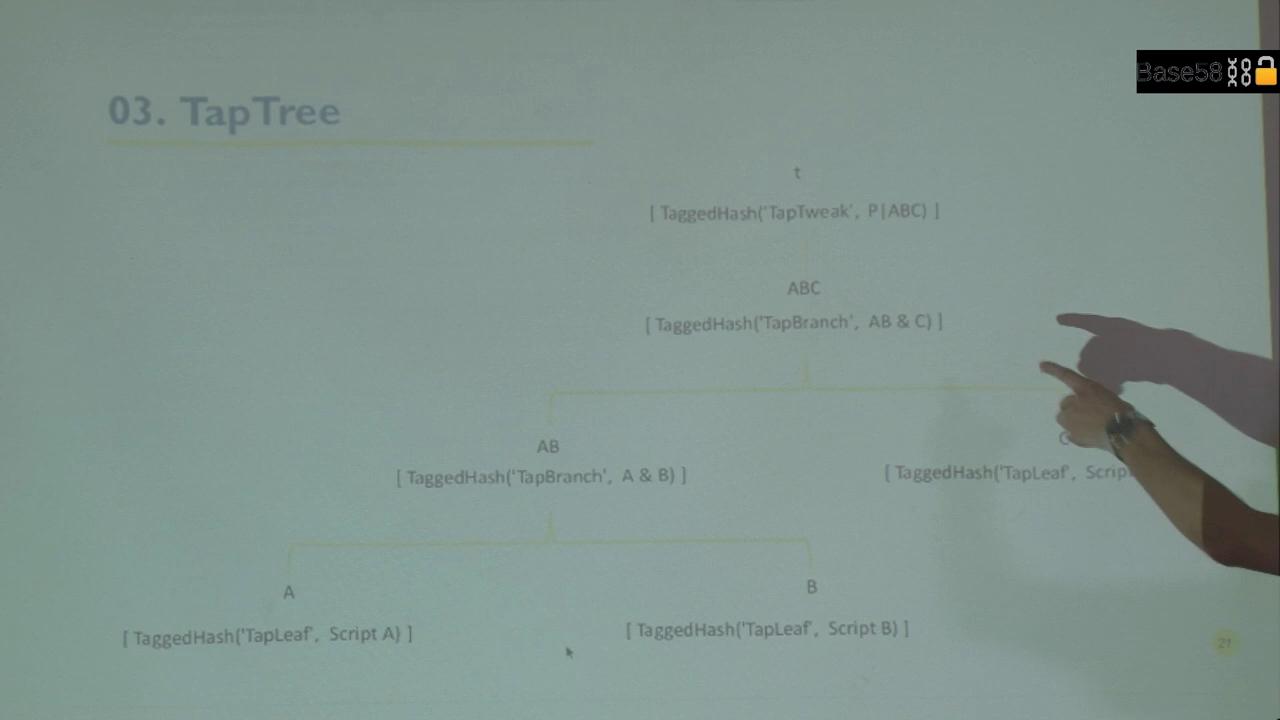 Base58
03. TapTree
t
[ TaggedHash('TapTweak', P|ABC) ]
ABC
[ TaggedHash('TapBranch', AB & C) ]
AB
C
[ TaggedHash('TapBranch', A & B) ]
[ TaggedHash('TapLeaf',
A
B
[ TaggedHash('TapLeaf', Script A) ]
[ TaggedHash('TapLeaf', Script B) ]
21